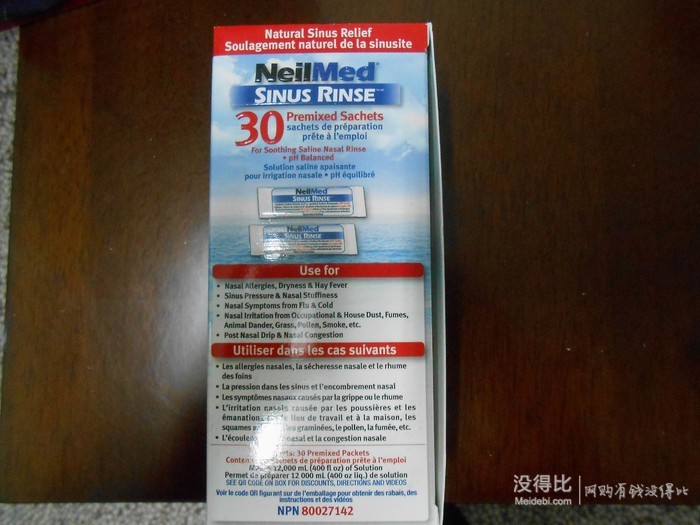 Natural Sinus Relief
Soulagement naturel de la sinusite
NeilMed®
SINUS RINSE™
30 Premixed Sachets
sachets de préparation
prête à l'emploi
For Soothing Saline Nasal Rinse
• pH Balanced
Solution saline apaisante
pour irrigation nasale • pH équilibré
NeilMed
SINUS RINSE
NeilMed
SINUS RINSE
Use for
• Nasal Allergies, Dryness & Hay Fever
• Sinus Pressure & Nasal Stuffiness
• Nasal Symptoms from Flu & Cold
• Nasal Irritation from Occupational & House Dust, Fumes,
Animal Dander, Grass, Pollen, Smoke, etc.
• Post Nasal Drip & Nasal Congestion
Utiliser dans les cas suivants
• Les allergies nasales, la sécheresse nasale et le rhume
des foins
• La pression dans les sinus et l'encombrement nasal
• Les symptômes nasaux causés par la grippe ou le rhume
• L'irritation nasale causée par les poussières et les
émanations sur le lieu de travail et à la maison, les
squames les graminées, le pollen, la fumée, etc.
• L'écoulement nasal et la congestion nasale
30 Premixed Packets
sachets de préparation prête à l'emploi
12,000 mL (400 fl oz) of Solution
Permet de préparer 12 000 mL (400 oz liq.) de solution
SEE QR CODE ON BOX FOR DISCOUNTS, DIRECTIONS AND VIDEOS
Voir le code QR figurant sur de l'emballage pour obtenir des rabais, des
instructions et des vidéos
NPN 80027142
没得比
Meidebi.com
网购有钱没得比